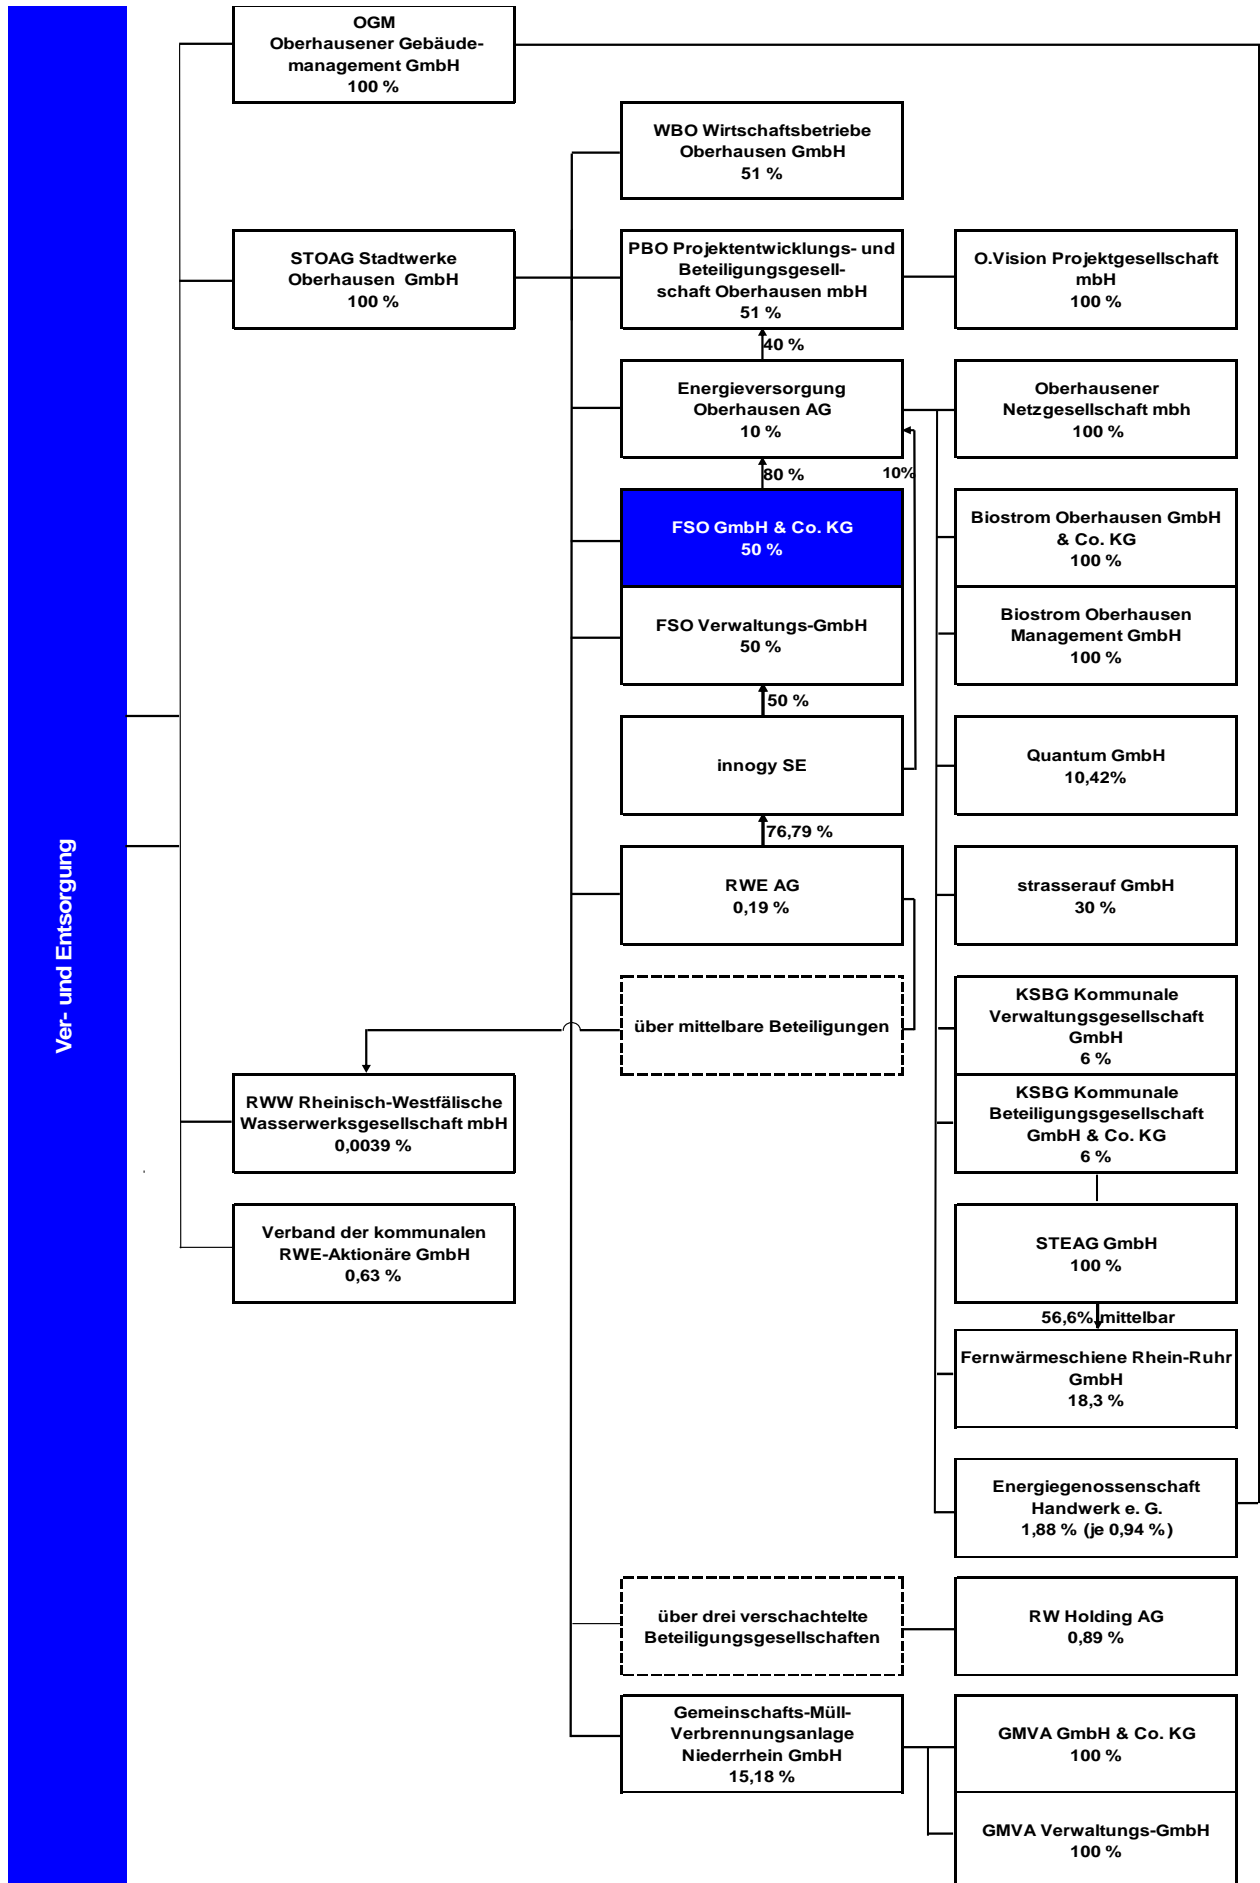 Ver- und Entsorgung
OGM
Oberhausener Gebäude-
management GmbH
100 %
WBO Wirtschaftsbetriebe
Oberhausen GmbH
51 %
STOAG Stadtwerke
Oberhausen GmbH
100 %
PBO Projektentwicklungs- und
Beteiligungsgesell-
schaft Oberhausen mbH
51 %
O.Vision Projektgesellschaft
mbH
100 %
40 %
Energieversorgung
Oberhausen AG
10 %
Oberhausener
Netzgesellschaft mbh
100 %
80 %
10%
FSO GmbH & Co. KG
50 %
Biostrom Oberhausen GmbH
& Co. KG
100 %
FSO Verwaltungs-GmbH
50 %
Biostrom Oberhausen
Management GmbH
100 %
50 %
innogy SE
Quantum GmbH
10,42%
76,79 %
RWE AG
0,19 %
strasserauf GmbH
30 %
über mittelbare Beteiligungen
KSBG Kommunale
Verwaltungsgesellschaft
GmbH
6 %
RWW Rheinisch-Westfälische
Wasserwerksgesellschaft mbH
0,0039 %
KSBG Kommunale
Beteiligungsgesellschaft
GmbH & Co. KG
6 %
Verband der kommunalen
RWE-Aktionäre GmbH
0,63 %
STEAG GmbH
100 %
56,6% mittelbar
Fernwärmeschiene Rhein-Ruhr
GmbH
18,3 %
Energiegenossenschaft
Handwerk e. G.
1,88 % (je 0,94 %)
über drei verschachtelte
Beteiligungsgesellschaften
RW Holding AG
0,89 %
Gemeinschafts-Müll-
Verbrennungsanlage
Niederrhein GmbH
15,18 %
GMVA GmbH & Co. KG
100 %
GMVA Verwaltungs-GmbH
100 %